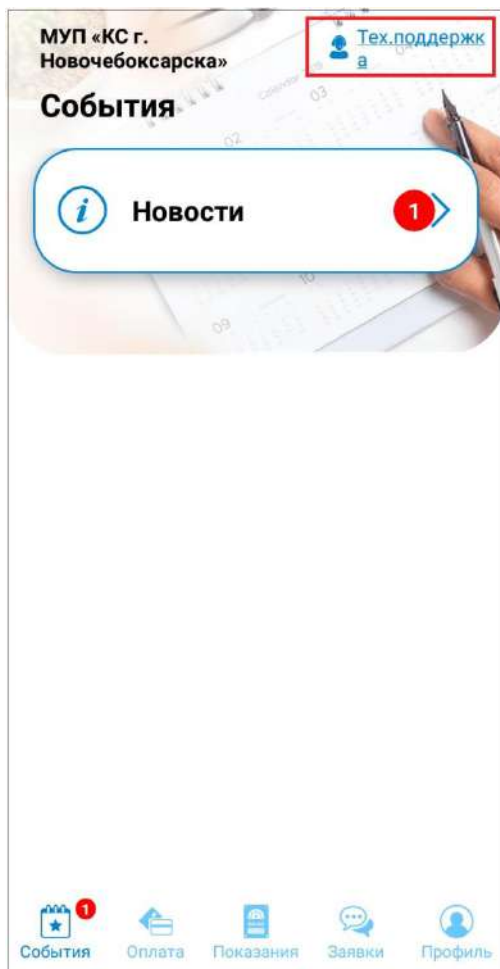 МУП «КС г.
Новочебоксарска»
Тех.поддержк
а
События
Новости
1
1
События
Оплата
Показания
Заявки
Профиль